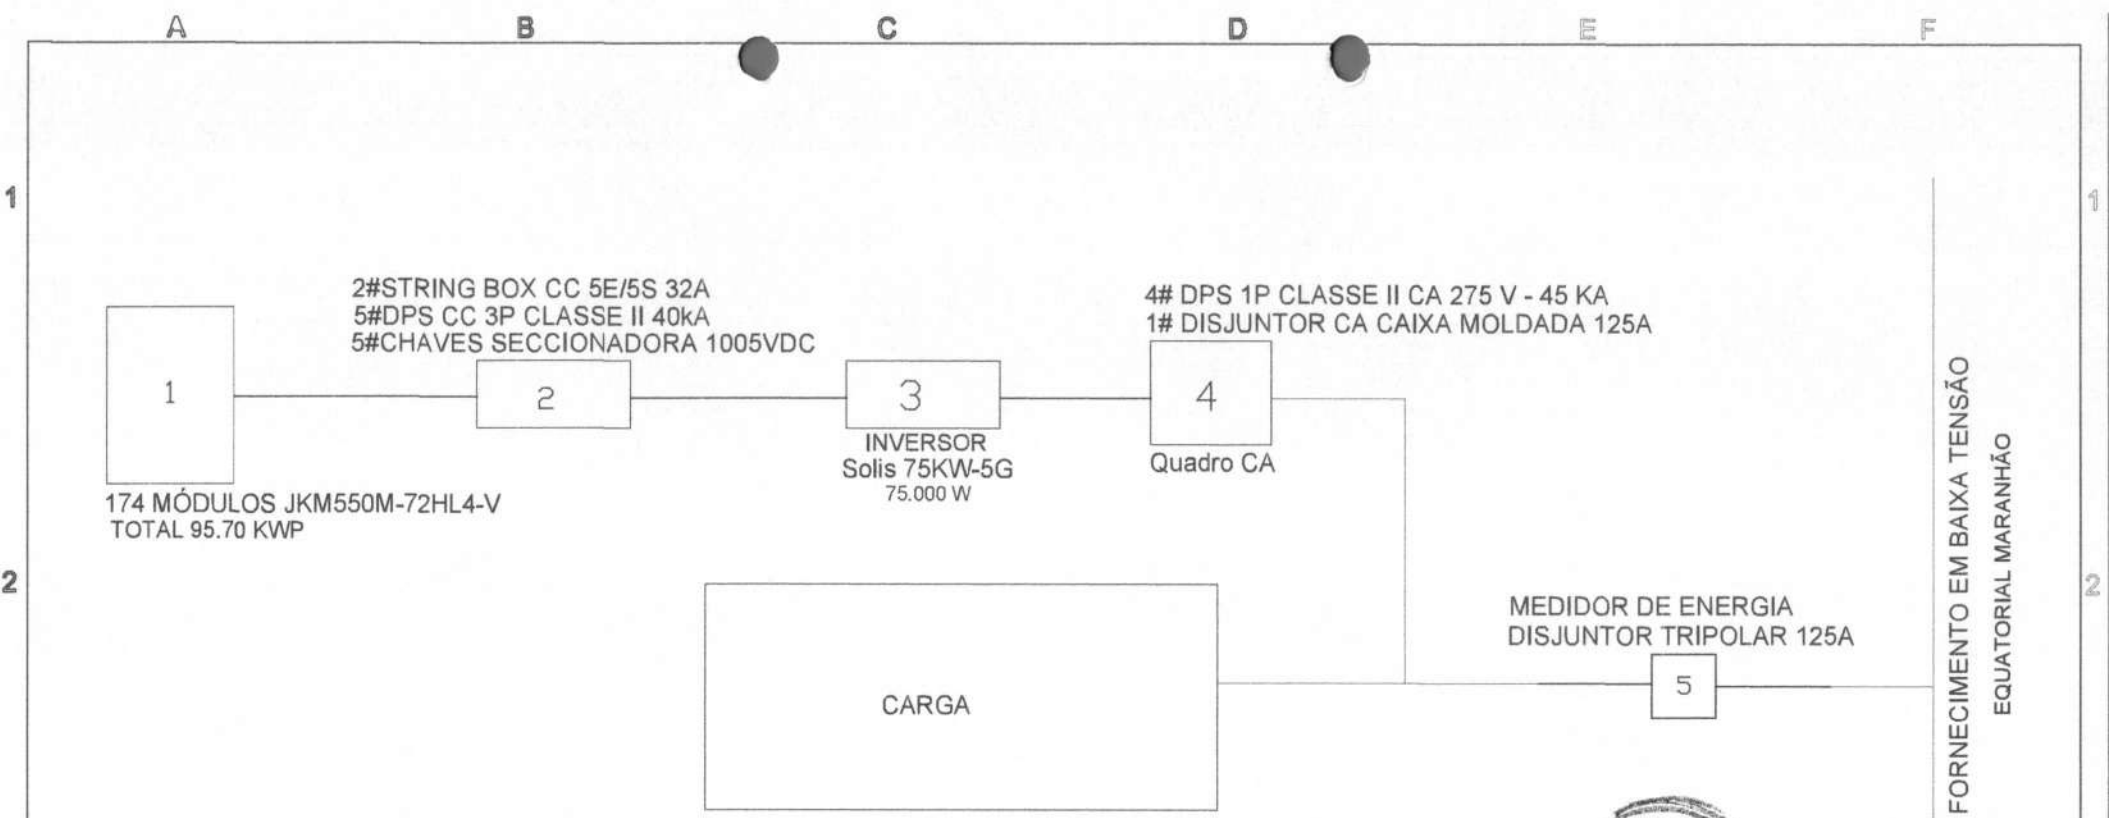 A B C D E F
1 1
2#STRING BOX CC 5E/5S 32A
5#DPS CC 3P CLASSE II 40kA
5#CHAVES SECCIONADORA 1005VDC
4# DPS 1P CLASSE II CA 275 V - 45 KA
1# DISJUNTOR CA CAIXA MOLDADA 125A
1
2
3
4
INVERSOR
Solis 75KW-5G
75.000 W
Quadro CA
174 MÓDULOS JKM550M-72HL4-V
TOTAL 95.70 KWP
2 2
MEDIDOR DE ENERGIA
DISJUNTOR TRIPOLAR 125A
5
CARGA
FORNECIMENTO EM BAIXA TENSÃO
EQUATORIAL MARANHÃO